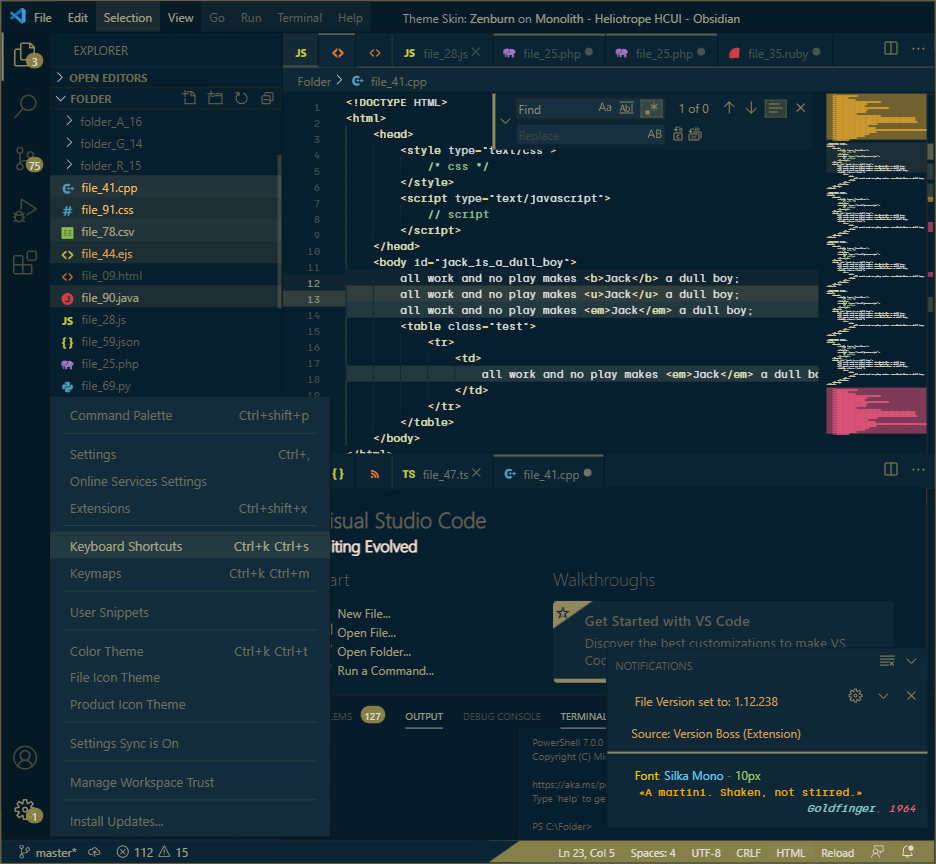 File Edit Selection View Go Run Terminal Help Theme Skin: Zenburn on Monolith - Heliotrope HCUI - Obsidian
3
75
EXPLORER
OPEN EDITORS
FOLDER
folder_A_16
folder_G_14
folder_R_15
file_41.cpp
file_91.css
file_78.csv
file_44.ejs
file_09.html
file_90.java
JS file_28.js
{} file_59.json
file_25.php
file_69.py
JS JS file_28.js file_25.php file_25.php file_35.ruby
Folder > file_41.cpp
1 <!DOCTYPE HTML>
2 <html>
3 <head>
4 <style type="text/css">
5 /* css */
6 </style>
7 <script type="text/javascript">
8 // script
9 </script>
10 </head>
11 <body id="jack_is_a_dull_boy">
12 all work and no play makes <b>Jack</b> a dull boy;
13 all work and no play makes <u>Jack</u> a dull boy;
14 all work and no play makes <em>Jack</em> a dull boy;
15 <table class="test">
16 <tr>
17 <td>
18 all work and no play makes <em>Jack</em> a dull bo
19 </td>
</tr>
</table>
</body>
</html>
Find Aa Ab .* 1 of 0
Replace AB
Command Palette Ctrl+shift+p
Settings Ctrl+,
Online Services Settings
Extensions Ctrl+shift+x
Keyboard Shortcuts Ctrl+k Ctrl+s
Keymaps Ctrl+k Ctrl+m
User Snippets
Color Theme Ctrl+k Ctrl+t
File Icon Theme
Product Icon Theme
Settings Sync is On
Manage Workspace Trust
Install Updates...
1
{} TS file_47.ts file_41.cpp
isual Studio Code
iting Evolved
art
New File...
Open File...
Open Folder...
Run a Command...
Walkthroughs
Get Started with VS Code
Discover the best customizations to make VS
Coc
LEMS 127 OUTPUT DEBUG CONSOLE TERMINAL
PowerShell 7.0.0
Copyright (C) Mi
https://aka.ms/po
Type 'help' to ge
PS C:\Folder>
NOTIFICATIONS
File Version set to: 1.12.238
Source: Version Boss (Extension)
Font: Silka Mono - 10px
«A martini. Shaken, not stirred.»
Goldfinger, 1964
master* 112 15 Ln 23, Col 5 Spaces: 4 UTF-8 CRLF HTML Reload